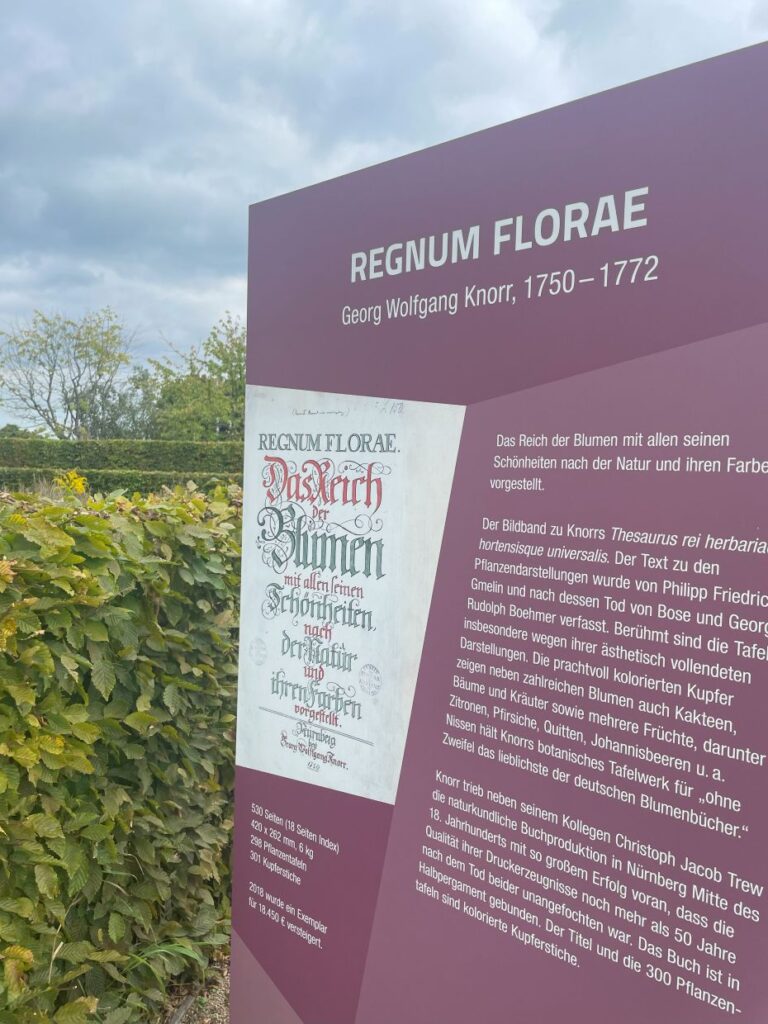 REGNUM FLORAE
Georg Wolfgang Knorr, 1750–1772
REGNUM FLORAE.
Das Reich
der
Blumen
mit allen seinen
Schönheiten,
nach
der Natur
und
ihren Farben
vorgestellt.
Nürnberg
bey
Georg Wolffgang Knorr.
1750
530 Seiten (18 Seiten Index)
420 x 262 mm, 6 kg
298 Pflanzentafeln
301 Kupferstiche
2018 wurde ein Exemplar
für 18.450 € versteigert.
Das Reich der Blumen mit allen seinen
Schönheiten nach der Natur und ihren Farbe
vorgestellt.
Der Bildband zu Knorrs Thesaurus rei herbaria
hortensisque universalis. Der Text zu den
Pflanzendarstellungen wurde von Philipp Friedric
Gmelin und nach dessen Tod von Bose und Georg
Rudolph Boehmer verfasst. Berühmt sind die Tafel
insbesondere wegen ihrer ästhetisch vollendeten
Darstellungen. Die prachtvoll kolorierten Kupfer
zeigen neben zahlreichen Blumen auch Kakteen,
Bäume und Kräuter sowie mehrere Früchte, darunter
Zitronen, Pfirsiche, Quitten, Johannisbeeren u. a.
Nissen hält Knorrs botanisches Tafelwerk für „ohne
Zweifel das lieblichste der deutschen Blumenbücher.“
Knorr trieb neben seinem Kollegen Christoph Jacob Trew
die naturkundliche Buchproduktion in Nürnberg Mitte des
18. Jahrhunderts mit so großem Erfolg voran, dass die
Qualität ihrer Druckerzeugnisse noch mehr als 50 Jahre
nach dem Tod beider unangefochten war. Das Buch ist in
Halbpergament gebunden. Der Titel und die 300 Pflanzen-
tafeln sind kolorierte Kupferstiche.